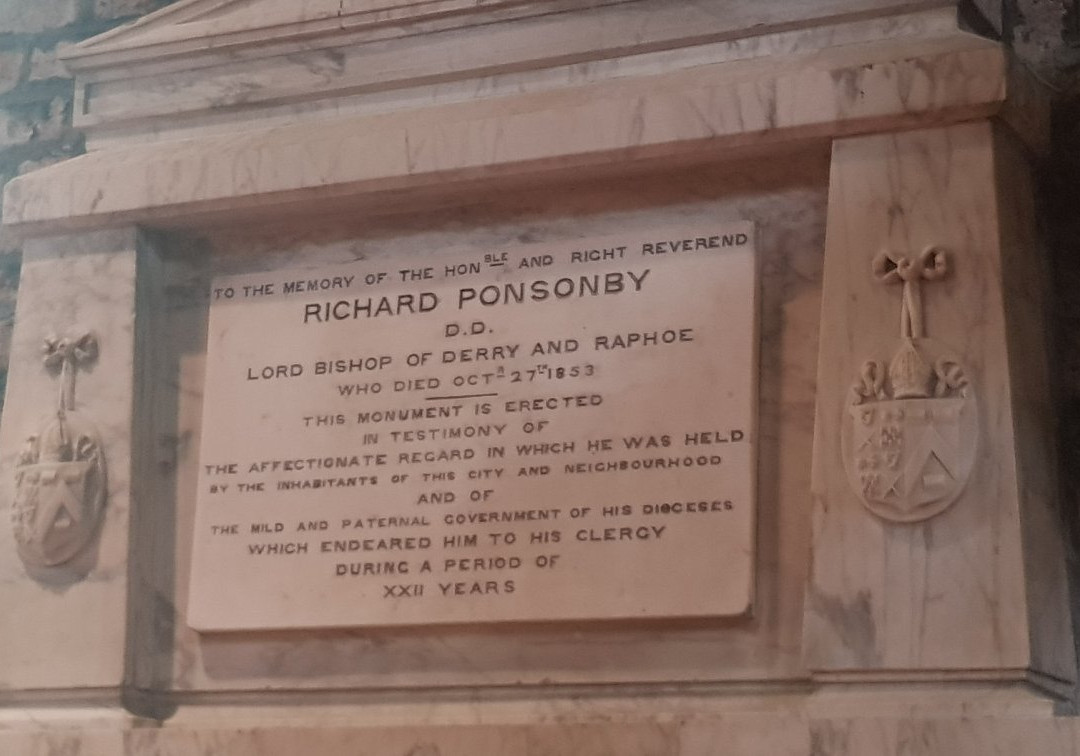 TO THE MEMORY OF THE HONBLE AND RIGHT REVEREND
RICHARD PONSONBY
D.D.
LORD BISHOP OF DERRY AND RAPHOE
WHO DIED OCTR 27TH 1853
THIS MONUMENT IS ERECTED
IN TESTIMONY OF
THE AFFECTIONATE REGARD IN WHICH HE WAS HELD
BY THE INHABITANTS OF THIS CITY AND NEIGHBOURHOOD
AND OF
THE MILD AND PATERNAL GOVERNMENT OF HIS DIOCESES
WHICH ENDEARED HIM TO HIS CLERGY
DURING A PERIOD OF
XXII YEARS